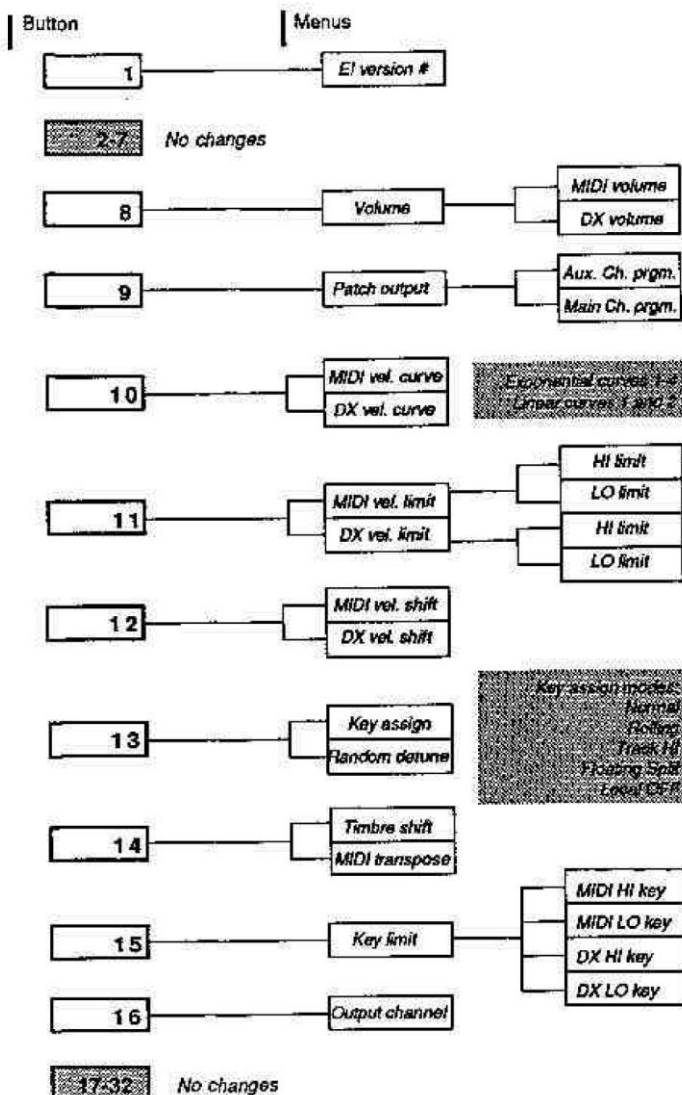 Button
Menus
1
EI version #
2-7
No changes
8
Volume
MIDI volume
DX volume
9
Patch output
Aux. Ch. prgm.
Main Ch. prgm.
10
MIDI vel. curve
DX vel. curve
Exponential curves 1-4
Linear curves 1 and 2
11
MIDI vel. limit
DX vel. limit
HI limit
LO limit
HI limit
LO limit
12
MIDI vel. shift
DX vel. shift
13
Key assign
Random detune
Key assign modes:
Normal
Rolling
Track HI
Floating Split
Local OFF
14
Timbre shift
MIDI transpose
15
Key limit
MIDI HI key
MIDI LO key
DX HI key
DX LO key
16
Output channel
17-32
No changes